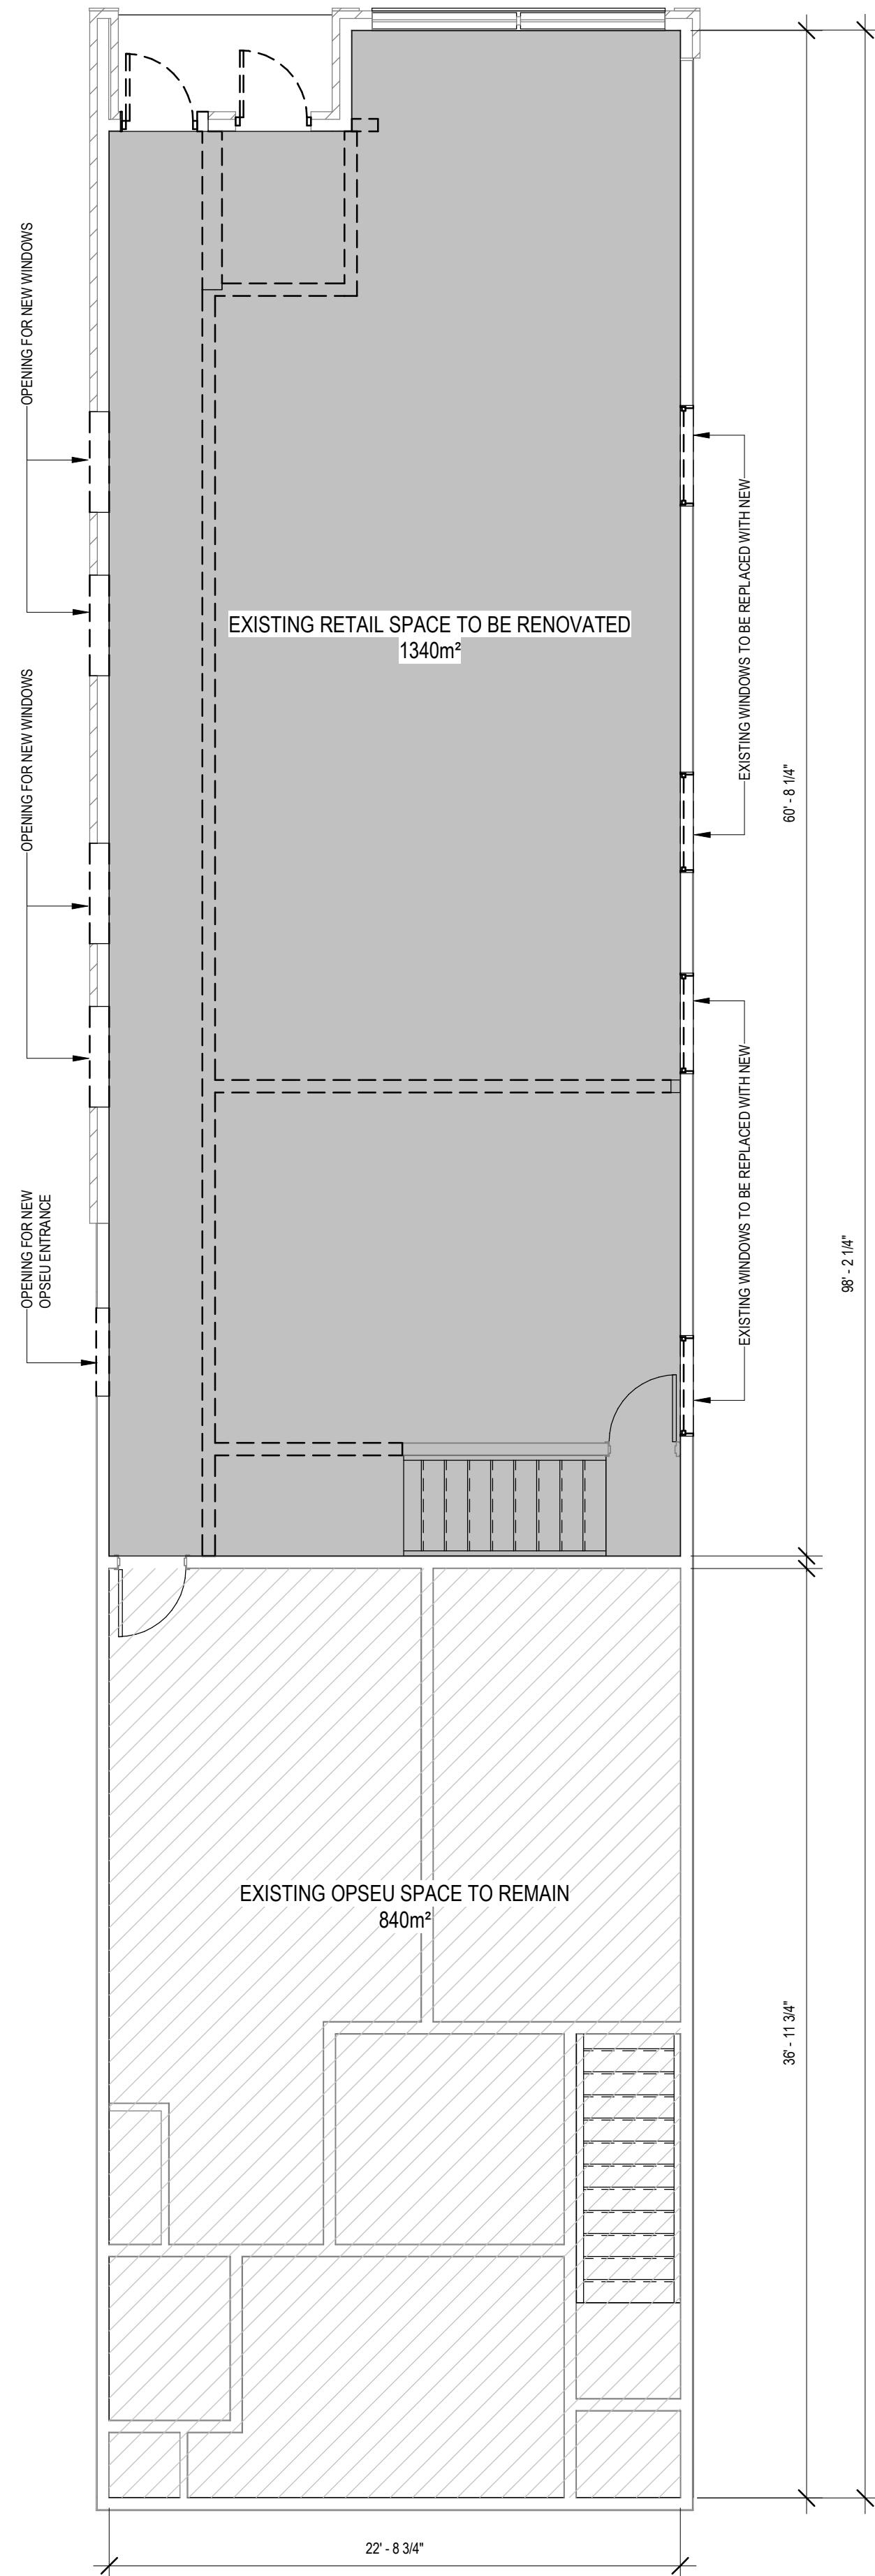 OPENING FOR NEW WINDOWS
EXISTING WINDOWS TO BE REPLACED WITH NEW
EXISTING RETAIL SPACE TO BE RENOVATED
1340m²
OPENING FOR NEW WINDOWS
60' - 8 1/4"
OPENING FOR NEW
OPSEU ENTRANCE
EXISTING WINDOWS TO BE REPLACED WITH NEW
98' - 2 1/4"
EXISTING OPSEU SPACE TO REMAIN
840m²
36' - 11 3/4"
22' - 8 3/4"